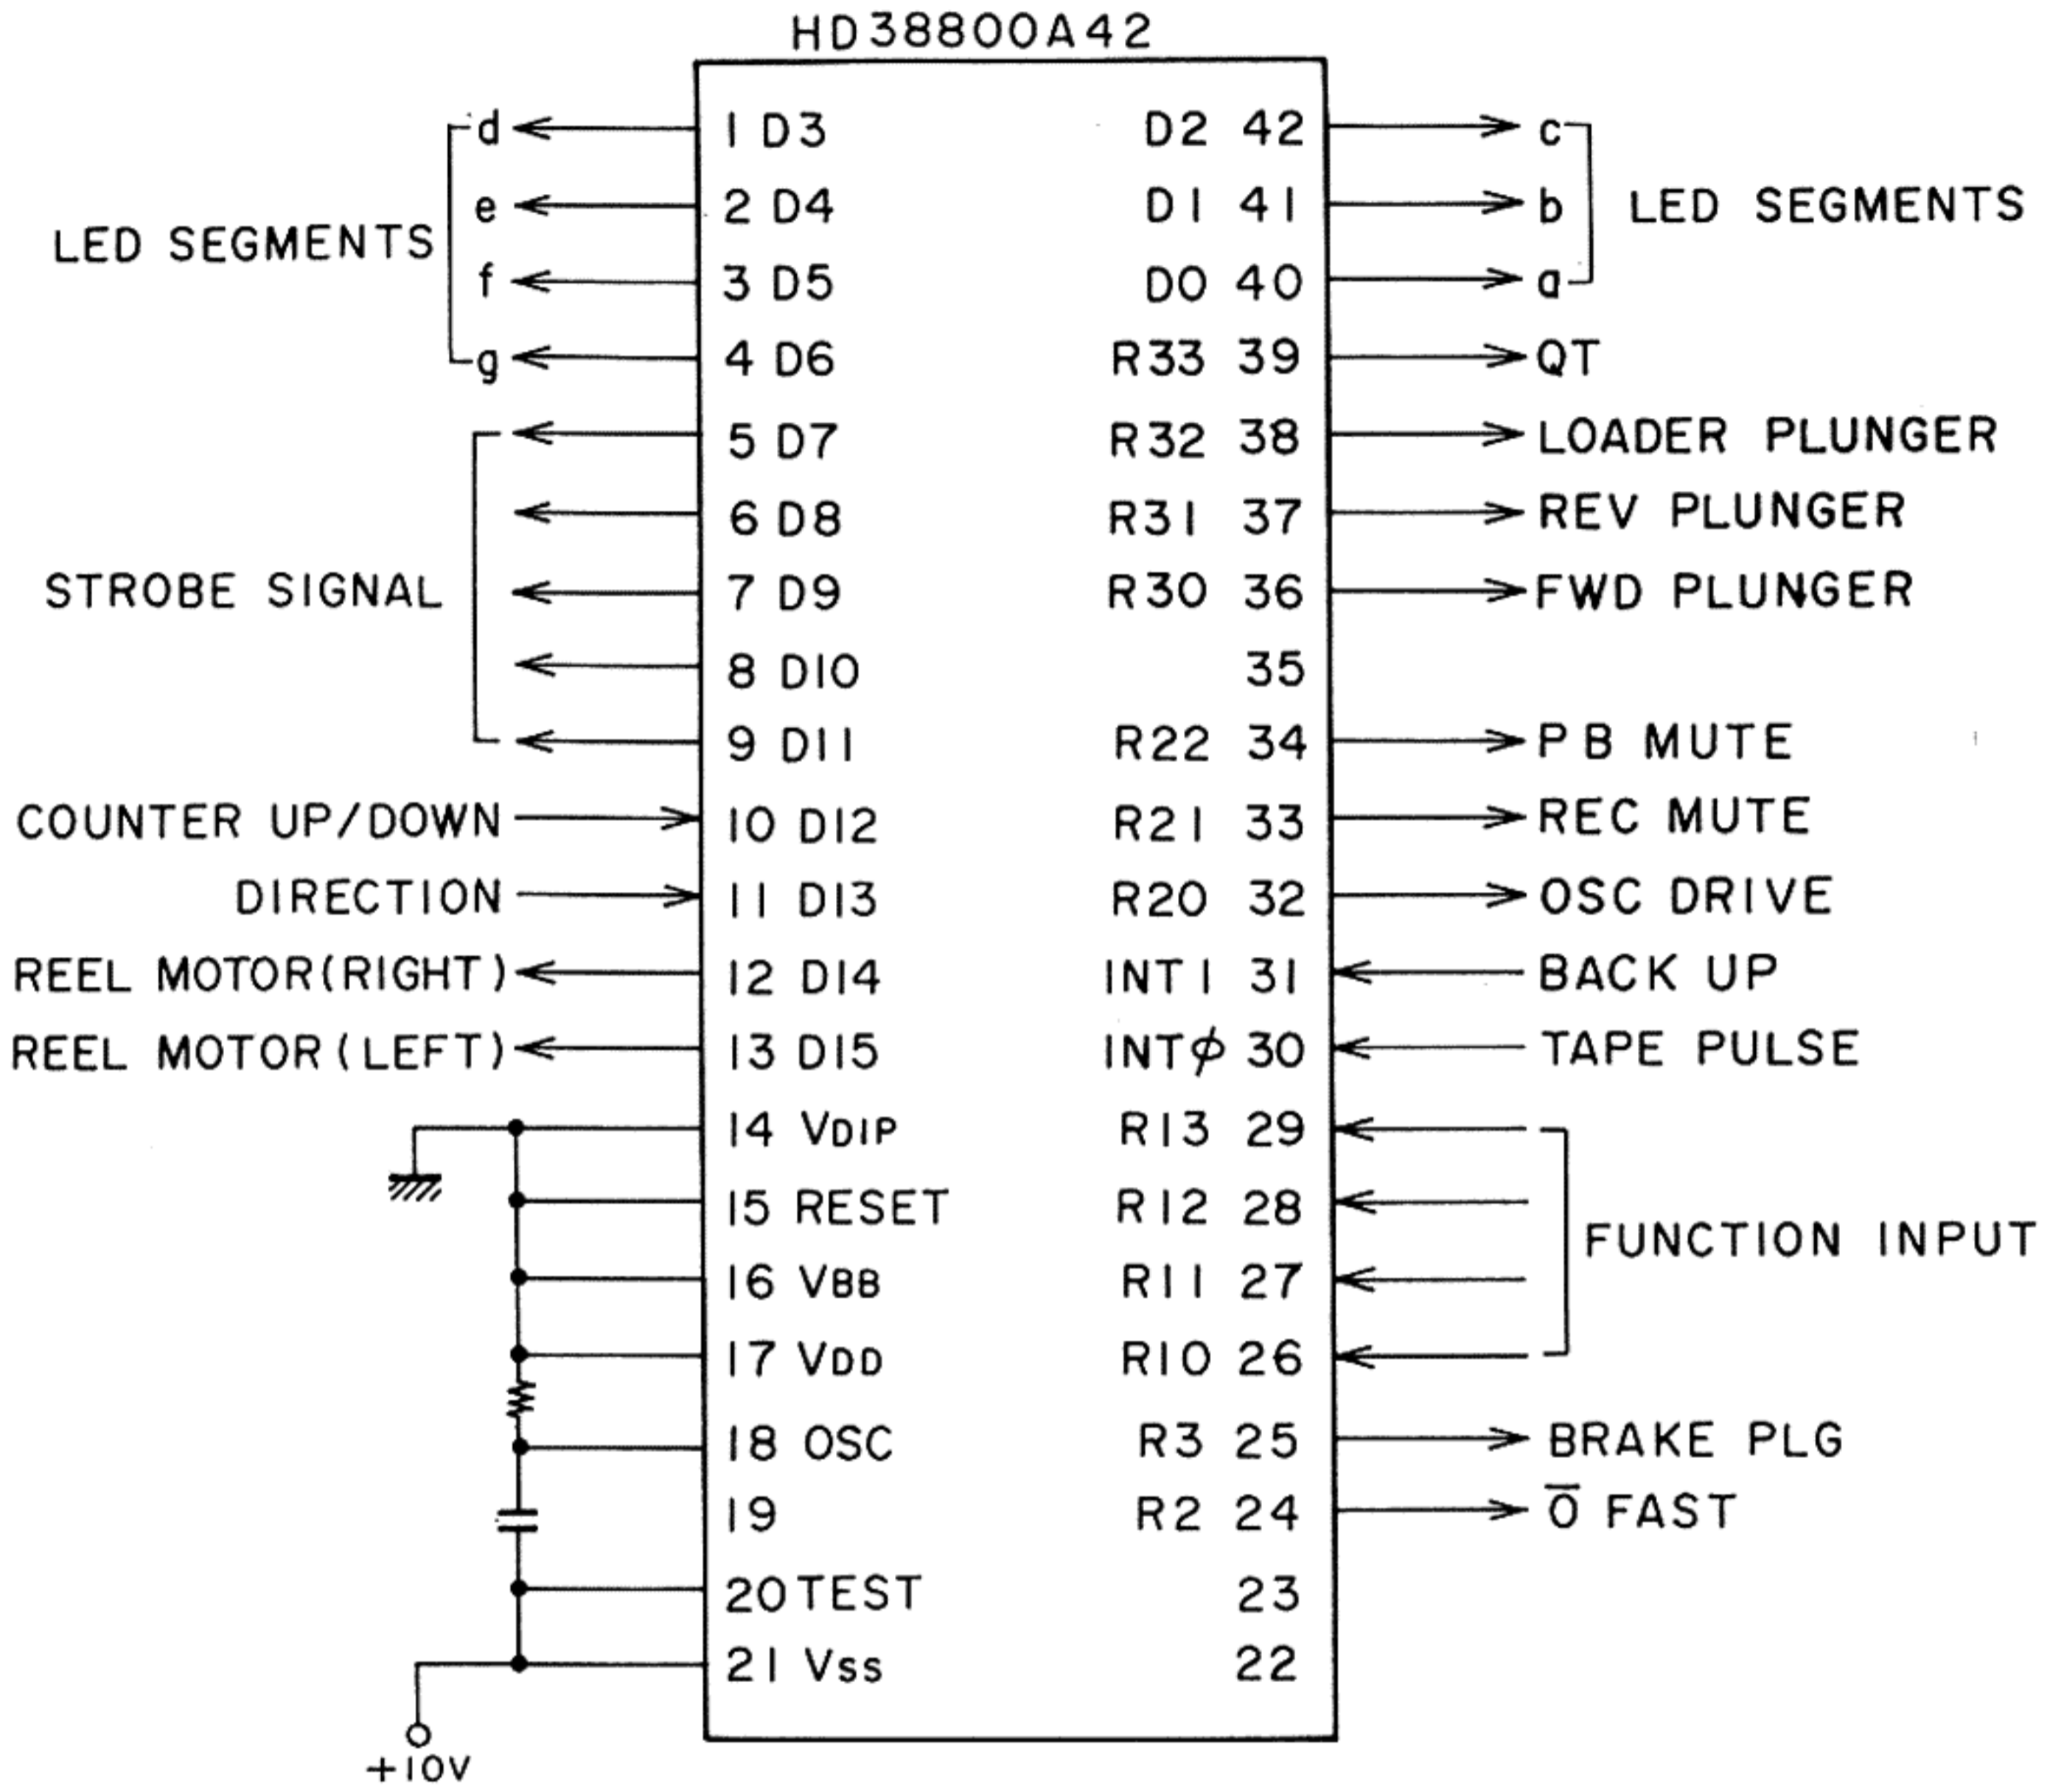 HD38800A42
d 1 D3 D2 42 c
e 2 D4 D1 41 b LED SEGMENTS
LED SEGMENTS
f 3 D5 D0 40 a
g 4 D6 R33 39 QT
5 D7 R32 38 LOADER PLUNGER
6 D8 R31 37 REV PLUNGER
STROBE SIGNAL 7 D9 R30 36 FWD PLUNGER
8 D10 35
9 D11 R22 34 PB MUTE
COUNTER UP/DOWN 10 D12 R21 33 REC MUTE
DIRECTION 11 D13 R20 32 OSC DRIVE
REEL MOTOR(RIGHT) 12 D14 INT1 31 BACK UP
REEL MOTOR(LEFT) 13 D15 INTϕ 30 TAPE PULSE
14 VDIP R13 29
15 RESET R12 28
FUNCTION INPUT
16 VBB R11 27
17 VDD R10 26
18 OSC R3 25 BRAKE PLG
19 R2 24 O̅ FAST
20 TEST 23
21 Vss 22
+10V